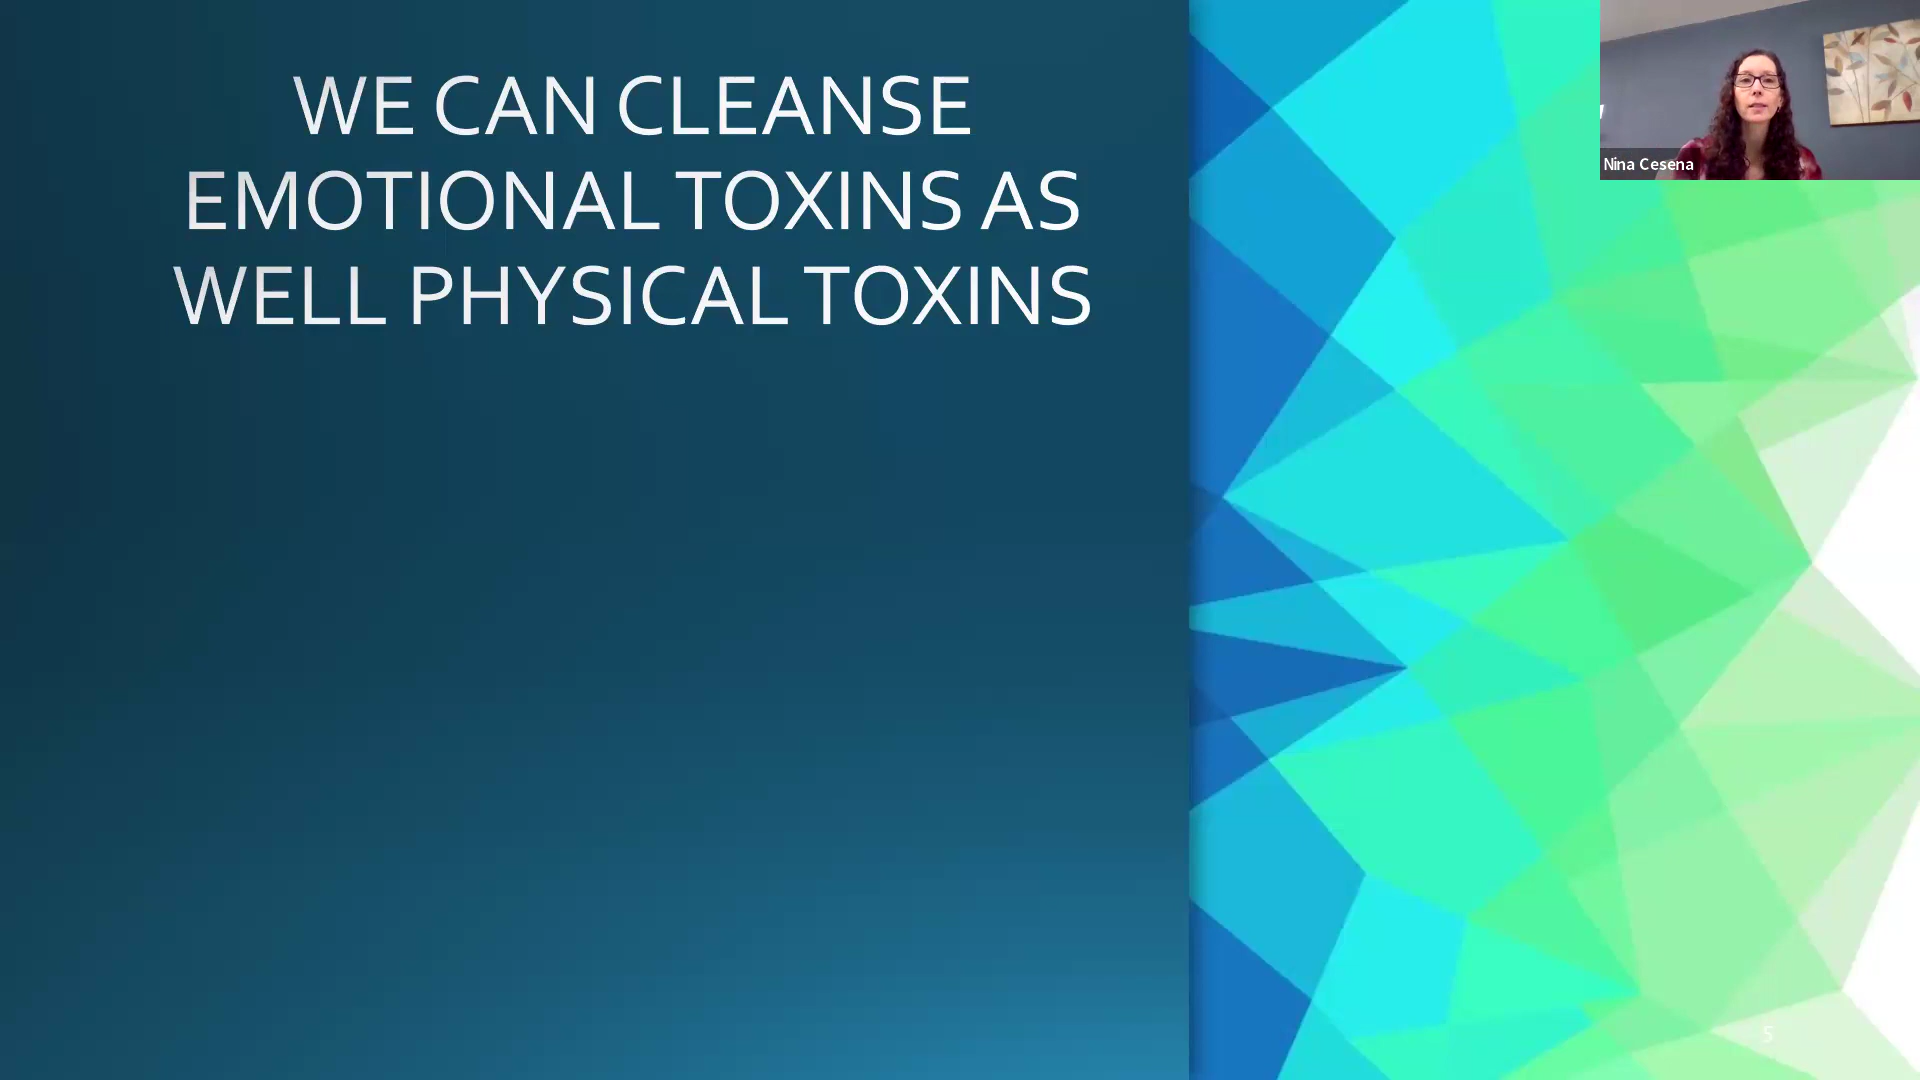 WE CAN CLEANSE
EMOTIONAL TOXINS AS
WELL PHYSICAL TOXINS
Nina Cesena
5